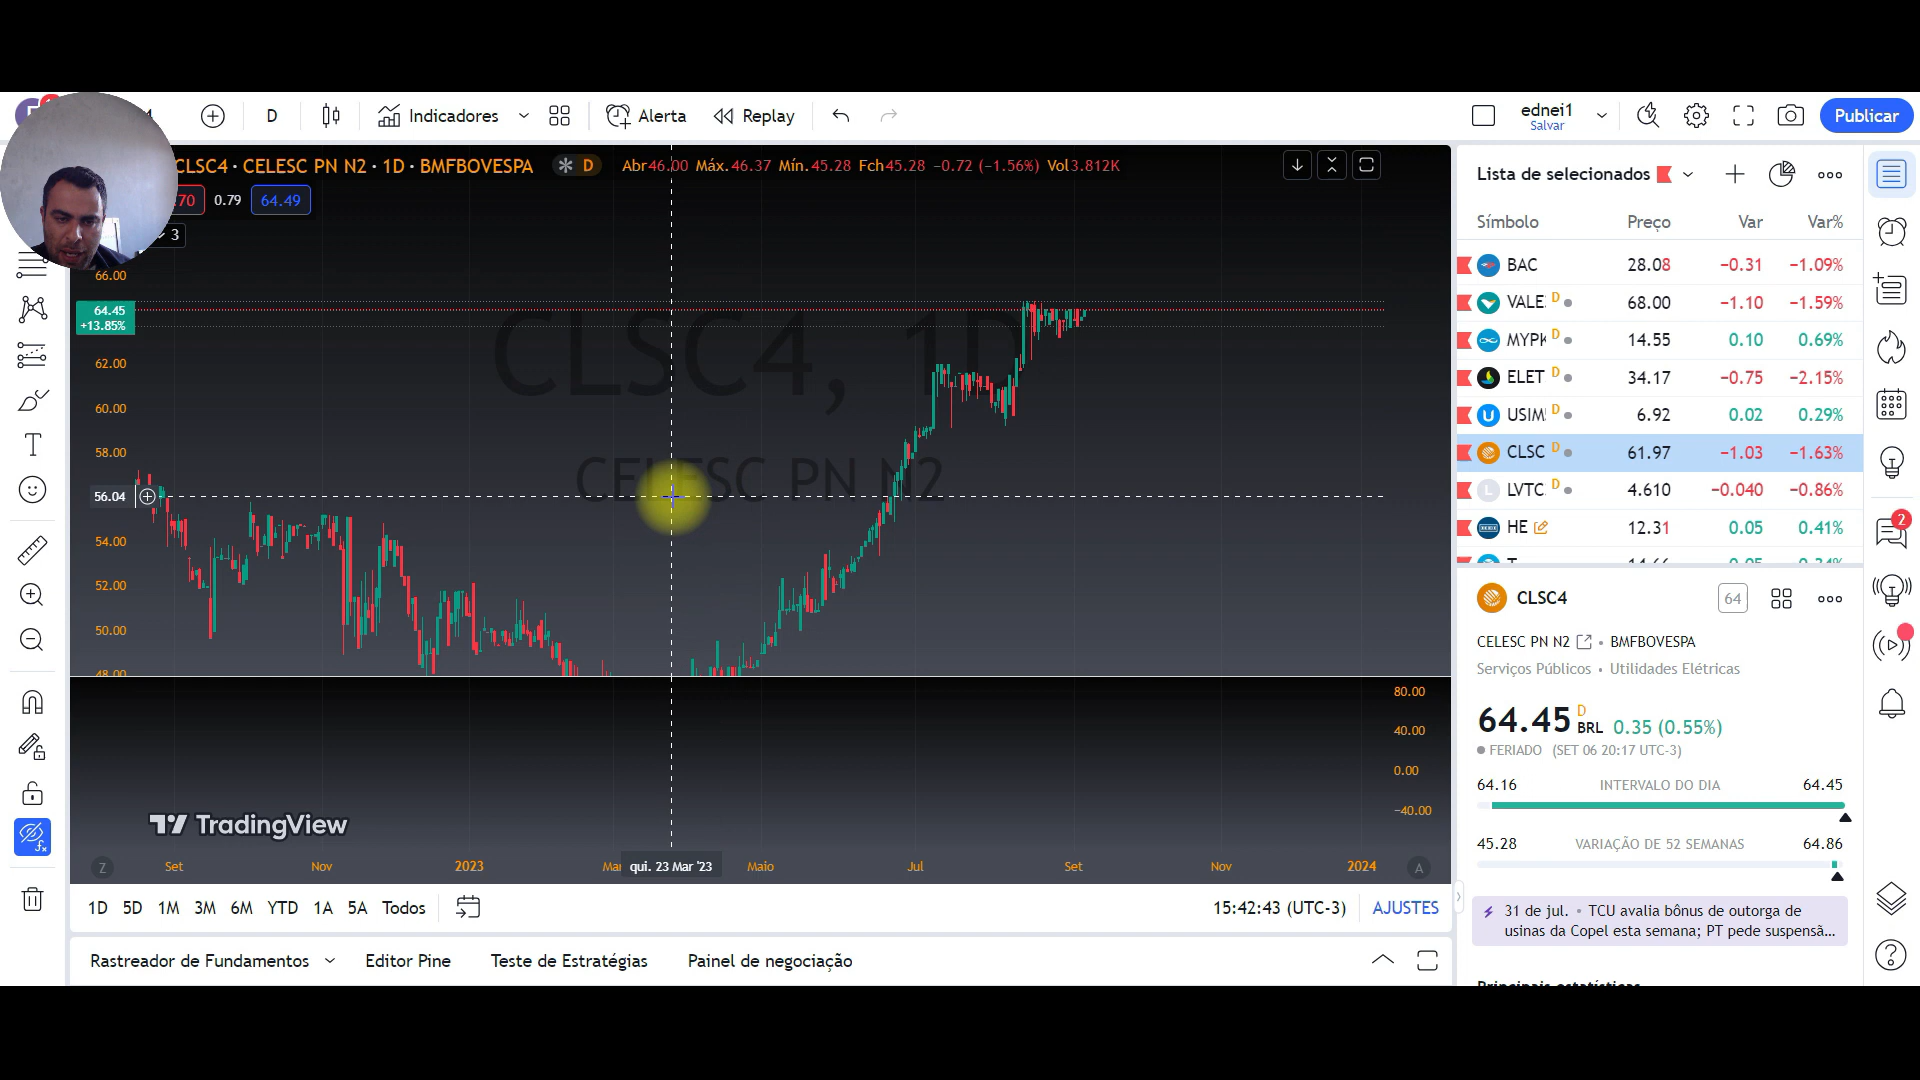 D
Indicadores
Alerta
Replay
ednei1
Salvar
Publicar
CLSC4 · CELESC PN N2 · 1D · BMFBOVESPA
D
Abr46.00 Máx.46.37 Mín.45.28 Fch45.28 −0.72 (−1.56%) Vol3.812K
70
0.79
64.49
3
66.00
64.45
+13.85%
62.00
60.00
58.00
56.04
54.00
52.00
50.00
48.00
CLSC4, 1D
CELESC PN N2
80.00
40.00
0.00
−40.00
TradingView
Z
Set
Nov
2023
Mar
qui. 23 Mar '23
Maio
Jul
Set
Nov
2024
A
1D 5D 1M 3M 6M YTD 1A 5A Todos
15:42:43 (UTC-3)
AJUSTES
Rastreador de Fundamentos
Editor Pine
Teste de Estratégias
Painel de negociação
Lista de selecionados
Símbolo Preço Var Var%
BAC 28.08 −0.31 −1.09%
VALE D 68.00 −1.10 −1.59%
MYPK D 14.55 0.10 0.69%
ELET D 34.17 −0.75 −2.15%
USIM D 6.92 0.02 0.29%
CLSC D 61.97 −1.03 −1.63%
L LVTC D 4.610 −0.040 −0.86%
HE 12.31 0.05 0.41%
CLSC4
64
CELESC PN N2 • BMFBOVESPA
Serviços Públicos • Utilidades Elétricas
64.45 D BRL 0.35 (0.55%)
FERIADO (SET 06 20:17 UTC-3)
64.16 INTERVALO DO DIA 64.45
45.28 VARIAÇÃO DE 52 SEMANAS 64.86
31 de jul. • TCU avalia bônus de outorga de
usinas da Copel esta semana; PT pede suspensã...
Principais estatísticas
2